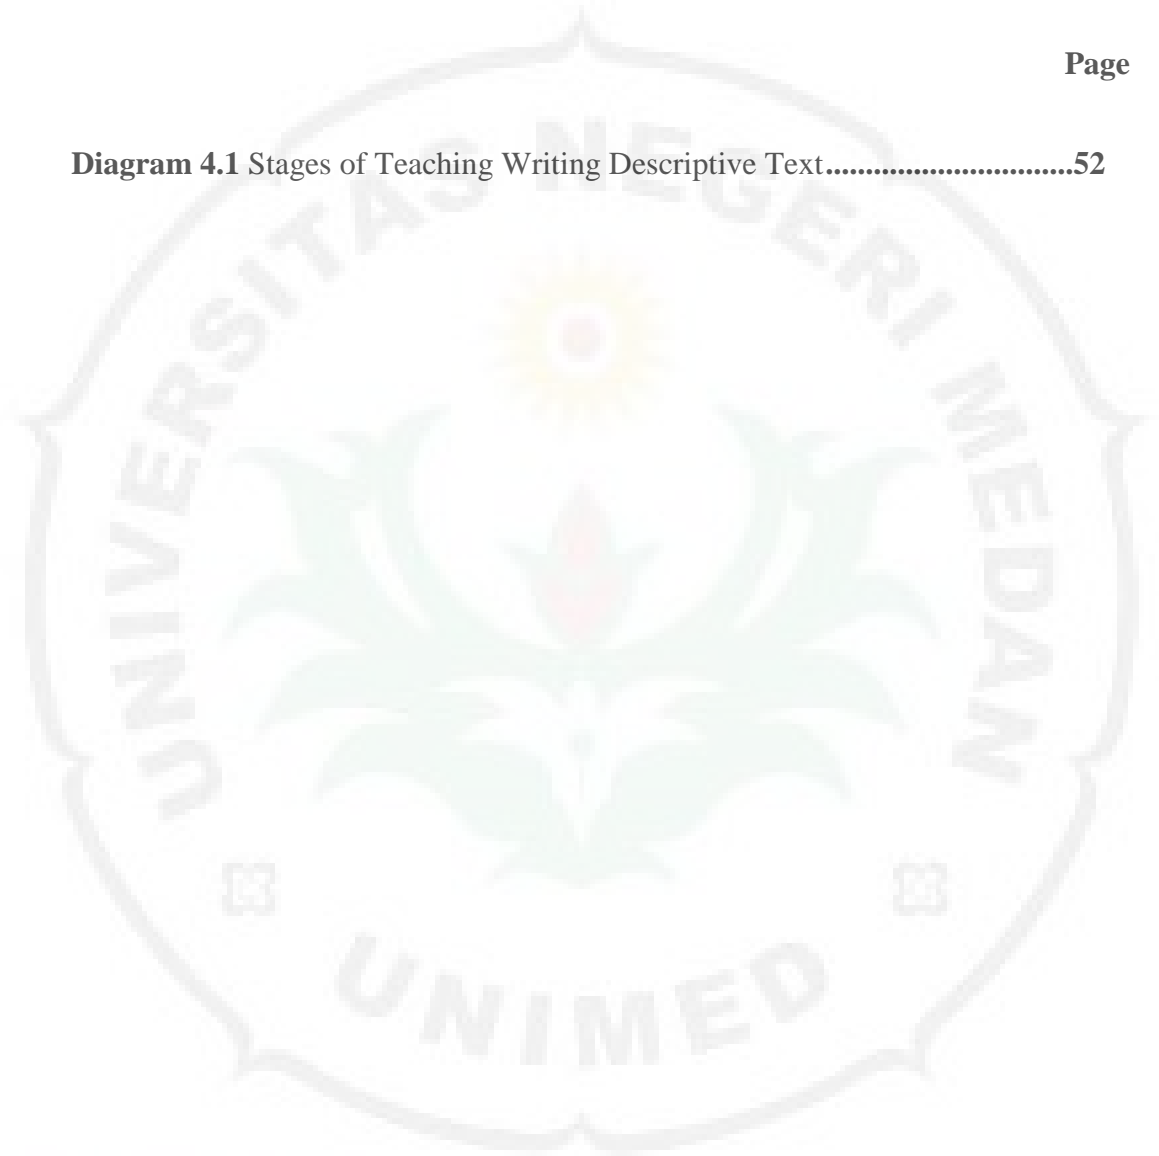 Page
Diagram 4.1 Stages of Teaching Writing Descriptive Text...............................52
UNIVERSITAS NEGERI MEDAN
UNIMED